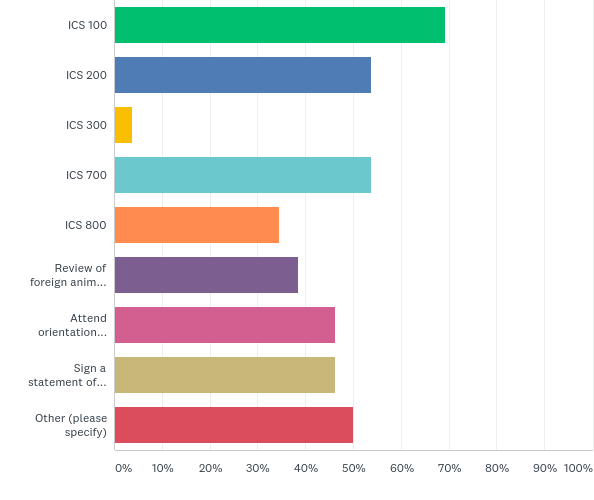 ICS 100
ICS 200
ICS 300
ICS 700
ICS 800
Review of
foreign anim...
Attend
orientation...
Sign a
statement of...
Other (please
specify)
0% 10% 20% 30% 40% 50% 60% 70% 80% 90% 100%